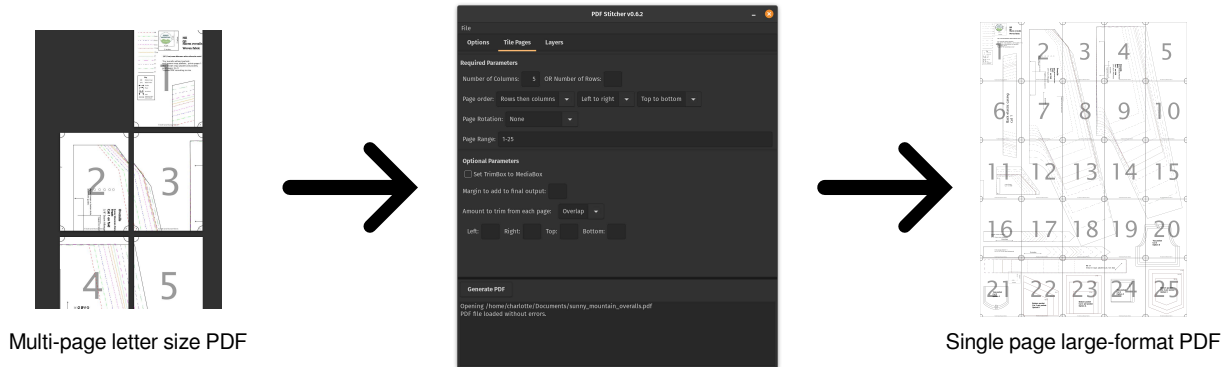 2
3
4
5
Multi-page letter size PDF
PDF Stitcher v0.6.2
File
Options Tile Pages Layers
Required Parameters
Number of Columns: 5 OR Number of Rows:
Page order: Rows then columns Left to right Top to bottom
Page Rotation: None
Page Range: 1-25
Optional Parameters
Set TrimBox to MediaBox
Margin to add to final output:
Amount to trim from each page: Overlap
Left: Right: Top: Bottom:
Generate PDF
Opening /home/charlotte/Documents/sunny_mountain_overalls.pdf
PDF file loaded without errors.
1 2 3 4 5
6 7 8 9 10
11 12 13 14 15
16 17 18 19 20
21 22 23 24 25
Single page large-format PDF